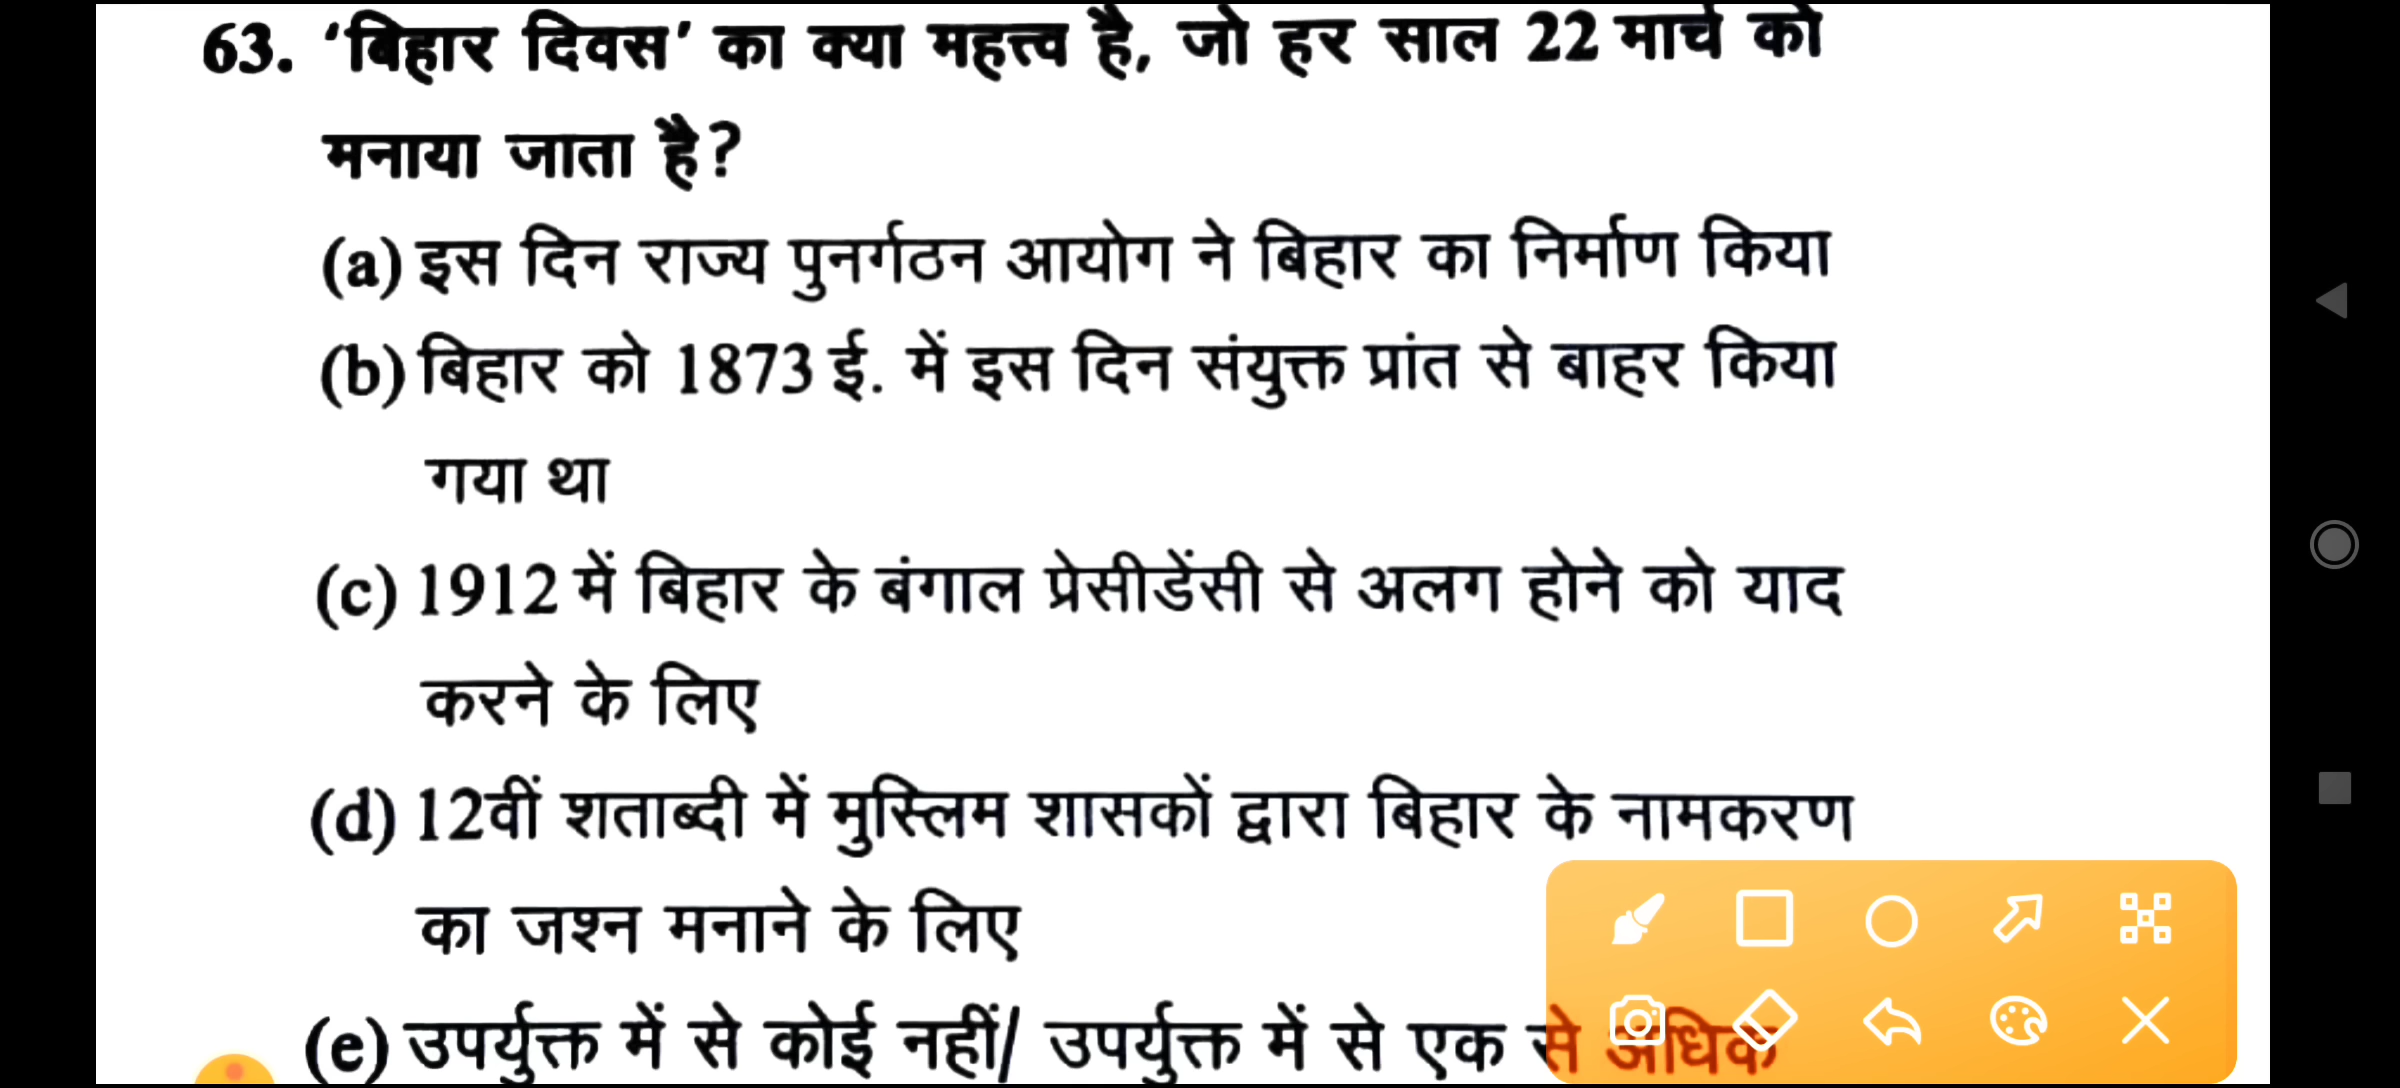 63. ‘बिहार दिवस’ का क्या महत्त्व है, जो हर साल 22 मार्च को
मनाया जाता है?
(a) इस दिन राज्य पुनर्गठन आयोग ने बिहार का निर्माण किया
(b) बिहार को 1873 ई. में इस दिन संयुक्त प्रांत से बाहर किया
गया था
(c) 1912 में बिहार के बंगाल प्रेसीडेंसी से अलग होने को याद
करने के लिए
(d) 12वीं शताब्दी में मुस्लिम शासकों द्वारा बिहार के नामकरण
का जश्न मनाने के लिए
(e) उपर्युक्त में से कोई नहीं/ उपर्युक्त में से एक से अधिक